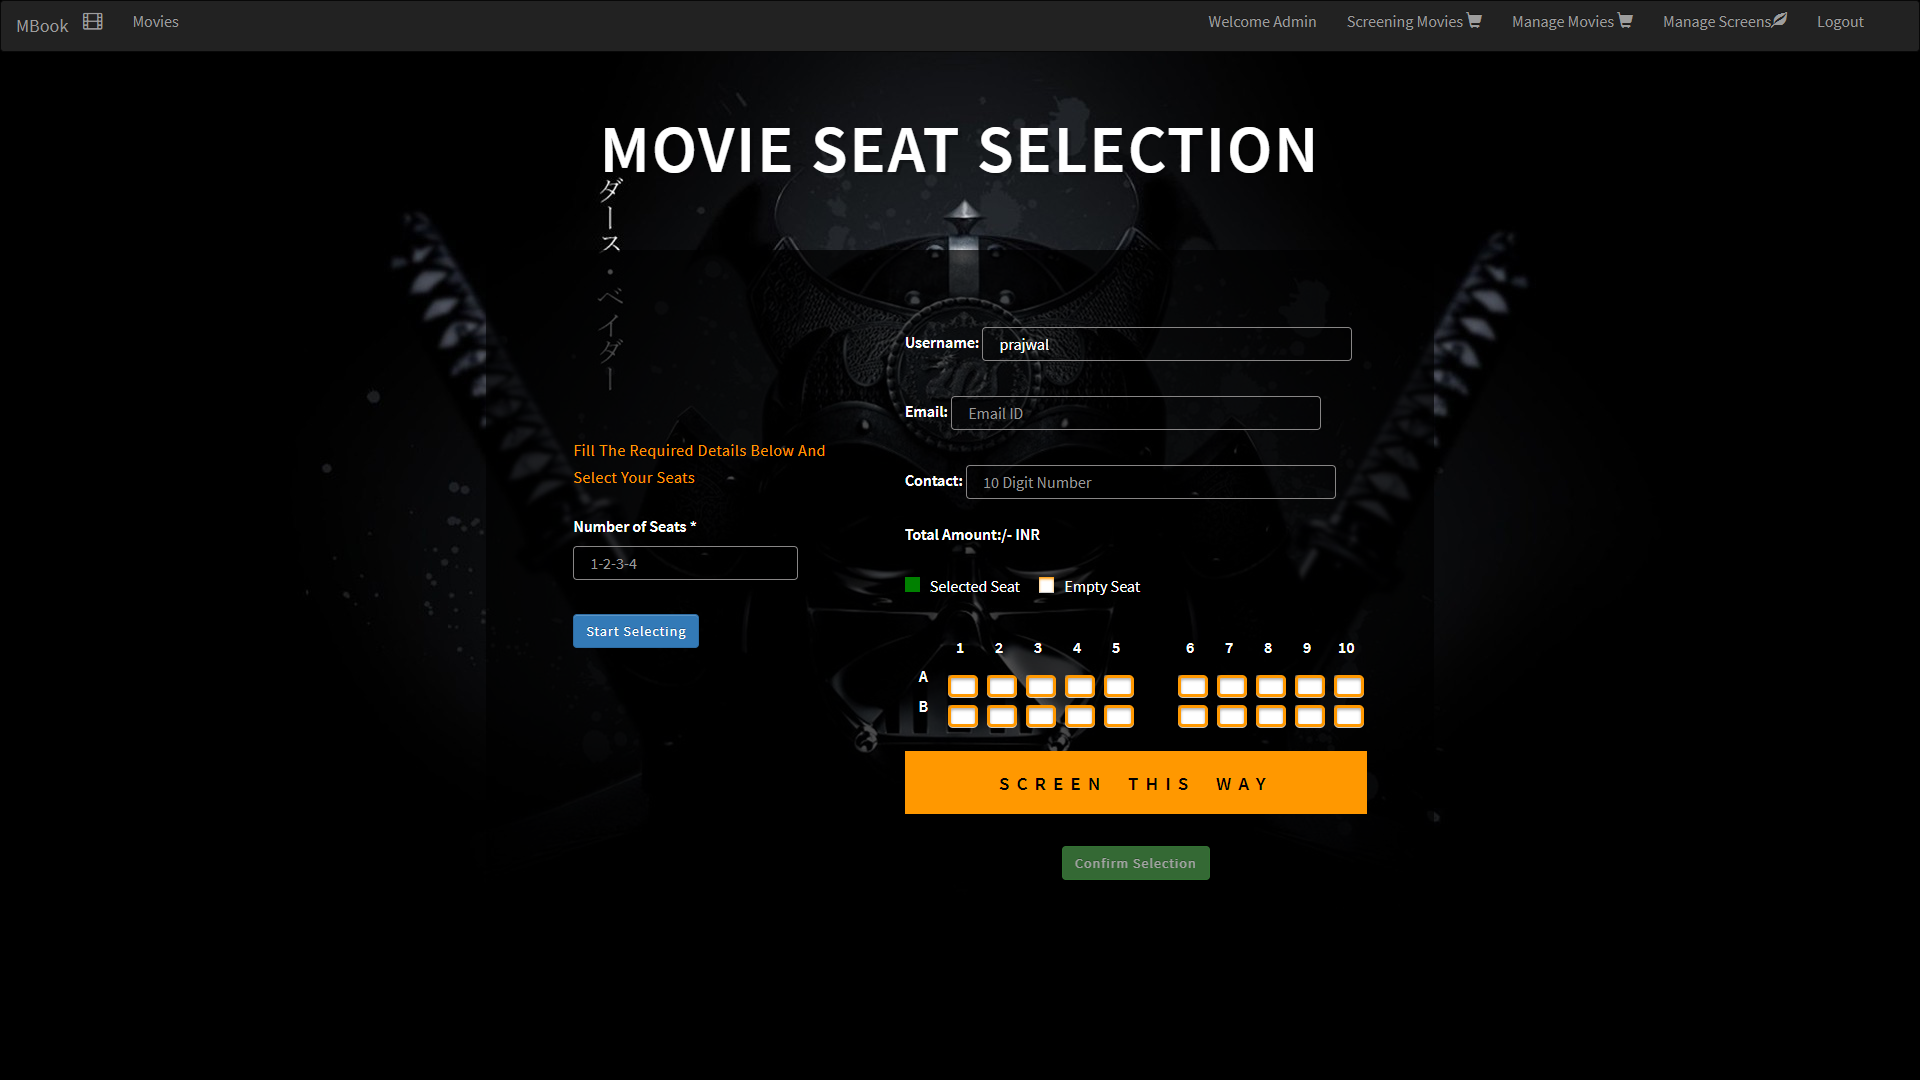 MBook
Movies
Welcome Admin
Screening Movies
Manage Movies
Manage Screens
Logout
MOVIE SEAT SELECTION
ダース・ベイダー
Username: prajwal
Email: Email ID
Contact: 10 Digit Number
Fill The Required Details Below And
Select Your Seats
Number of Seats *
1-2-3-4
Start Selecting
Total Amount:/- INR
Selected Seat Empty Seat
1 2 3 4 5 6 7 8 9 10
A
B
SCREEN THIS WAY
Confirm Selection